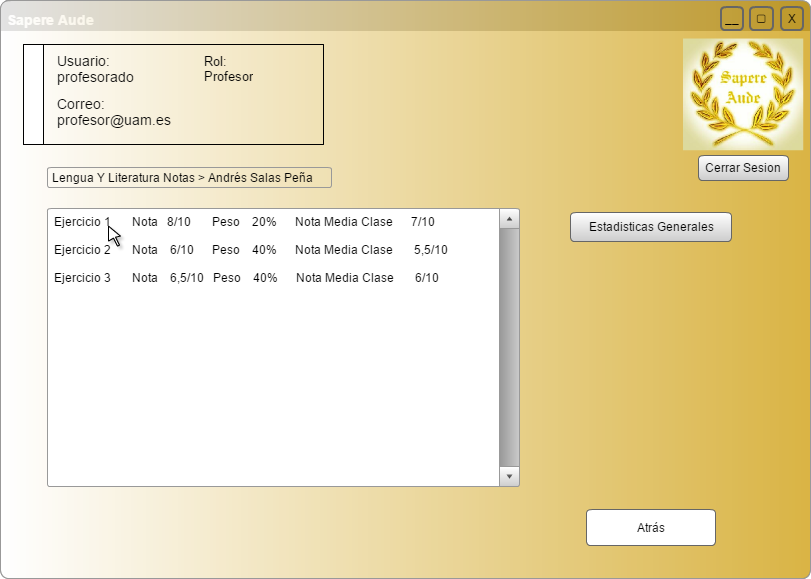 Sapere Aude
__ □ X
Usuario:
profesorado
Rol:
Profesor
Correo:
profesor@uam.es
Sapere
Aude
Cerrar Sesion
Lengua Y Literatura Notas > Andrés Salas Peña
Ejercicio 1 Nota 8/10 Peso 20% Nota Media Clase 7/10
Ejercicio 2 Nota 6/10 Peso 40% Nota Media Clase 5,5/10
Ejercicio 3 Nota 6,5/10 Peso 40% Nota Media Clase 6/10
Estadisticas Generales
Atrás